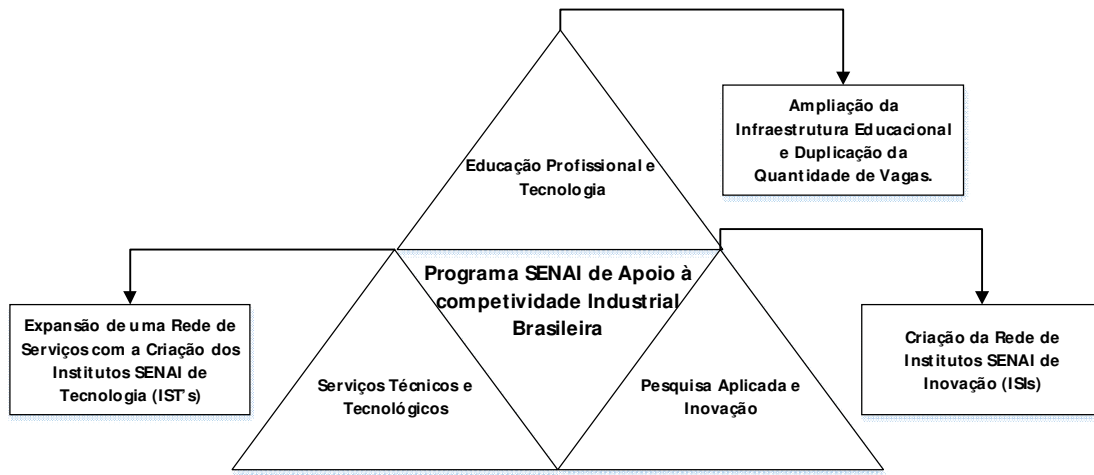 Educação Profissional e
Tecnologia
Ampliação da
Infraestrutura Educacional
e Duplicação da
Quantidade de Vagas.
Programa SENAI de Apoio à
competividade Industrial
Brasileira
Expansão de uma Rede de
Serviços com a Criação dos
Institutos SENAI de
Tecnologia (IST's)
Serviços Técnicos e
Tecnológicos
Pesquisa Aplicada e
Inovação
Criação da Rede de
Institutos SENAI de
Inovação (ISIs)